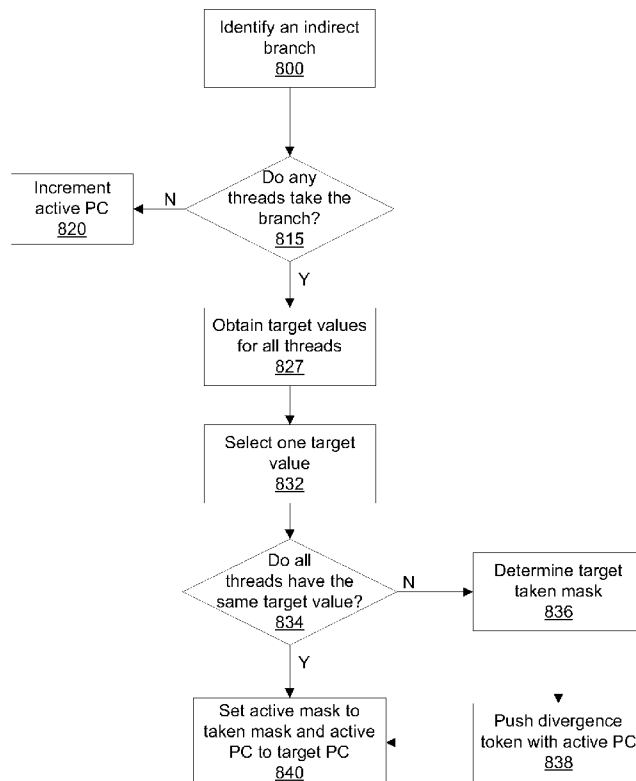 Identify an indirect
branch
800
Do any
threads take the
branch?
815
N
Increment
active PC
820
Y
Obtain target values
for all threads
827
Select one target
value
832
Do all
threads have the
same target value?
834
N
Determine target
taken mask
836
Y
Set active mask to
taken mask and active
PC to target PC
840
Push divergence
token with active PC
838